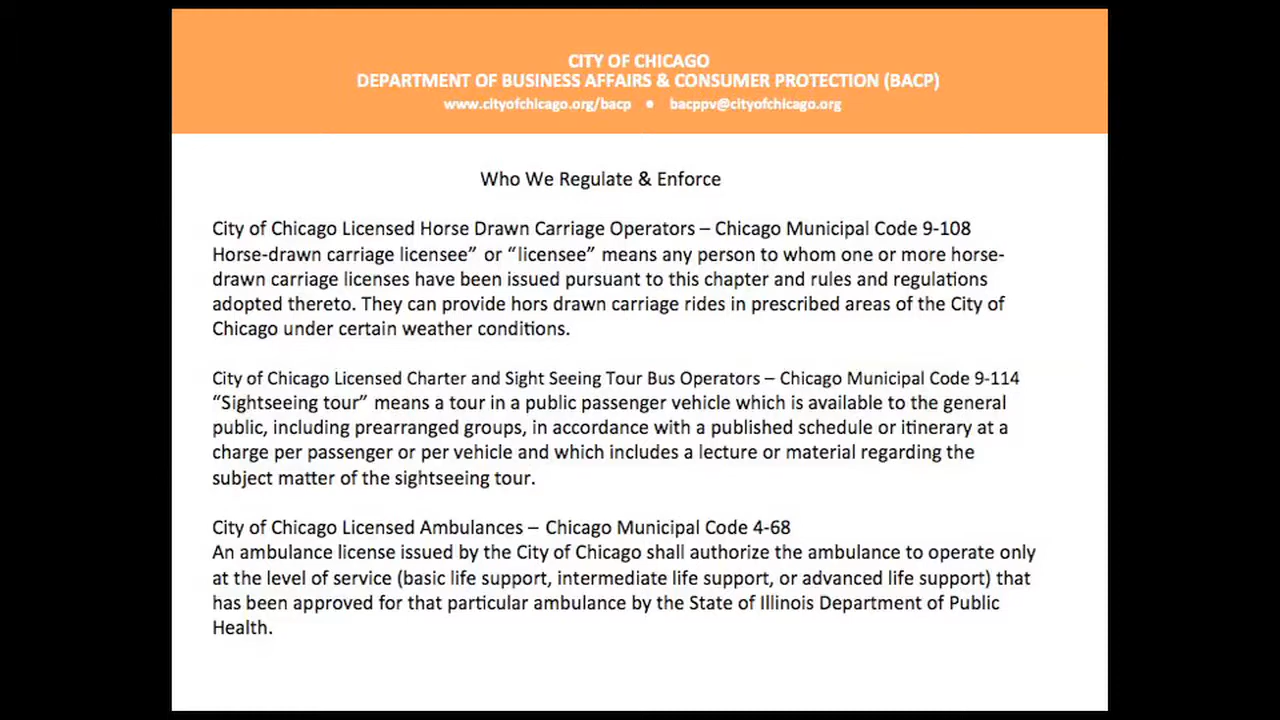 CITY OF CHICAGO
DEPARTMENT OF BUSINESS AFFAIRS & CONSUMER PROTECTION (BACP)
www.cityofchicago.org/bacp • bacppv@cityofchicago.org
Who We Regulate & Enforce
City of Chicago Licensed Horse Drawn Carriage Operators – Chicago Municipal Code 9-108
Horse-drawn carriage licensee” or “licensee” means any person to whom one or more horse-
drawn carriage licenses have been issued pursuant to this chapter and rules and regulations
adopted thereto. They can provide hors drawn carriage rides in prescribed areas of the City of
Chicago under certain weather conditions.
City of Chicago Licensed Charter and Sight Seeing Tour Bus Operators – Chicago Municipal Code 9-114
“Sightseeing tour” means a tour in a public passenger vehicle which is available to the general
public, including prearranged groups, in accordance with a published schedule or itinerary at a
charge per passenger or per vehicle and which includes a lecture or material regarding the
subject matter of the sightseeing tour.
City of Chicago Licensed Ambulances – Chicago Municipal Code 4-68
An ambulance license issued by the City of Chicago shall authorize the ambulance to operate only
at the level of service (basic life support, intermediate life support, or advanced life support) that
has been approved for that particular ambulance by the State of Illinois Department of Public
Health.